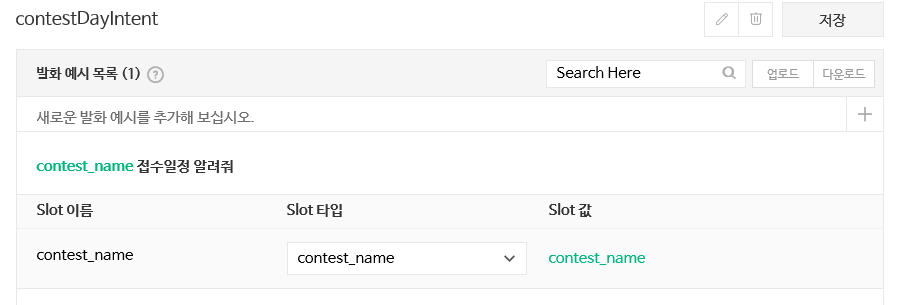 contestDayIntent
저장
발화 예시 목록 (1) ?
Search Here
업로드
다운로드
새로운 발화 예시를 추가해 보십시오.
contest_name 접수일정 알려줘
Slot 이름 Slot 타입 Slot 값
contest_name contest_name contest_name